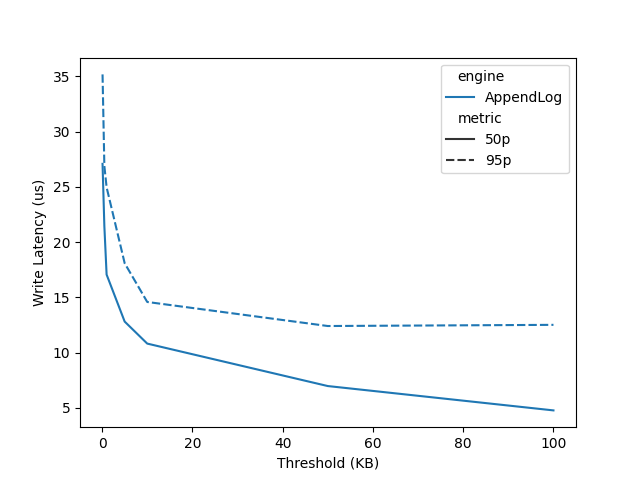 35
30
25
20
15
10
5
Write Latency (us)
engine
AppendLog
metric
50p
95p
0 20 40 60 80 100
Threshold (KB)